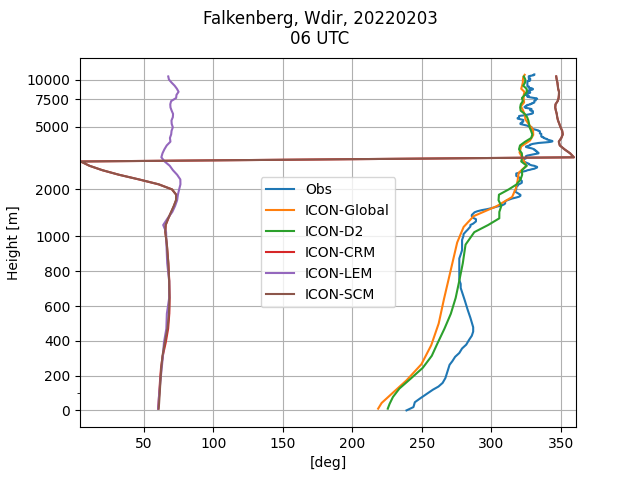 Falkenberg, Wdir, 20220203
06 UTC
10000
7500
5000
2000
1000
800
600
400
200
0
Height [m]
Obs
ICON-Global
ICON-D2
ICON-CRM
ICON-LEM
ICON-SCM
50 100 150 200 250 300 350
[deg]